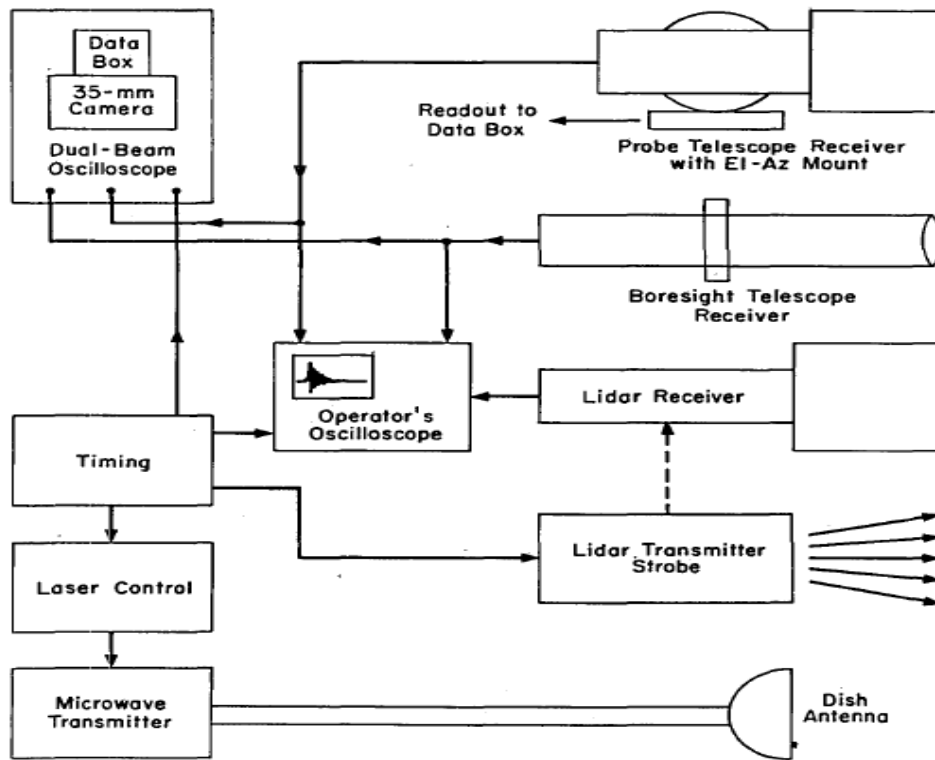 Data
Box
35-mm
Camera
Dual-Beam
Oscilloscope
Readout to
Data Box
Probe Telescope Receiver
with El-Az Mount
Boresight Telescope
Receiver
Operator's
Oscilloscope
Lidar Receiver
Timing
Lidar Transmitter
Strobe
Laser Control
Microwave
Transmitter
Dish
Antenna